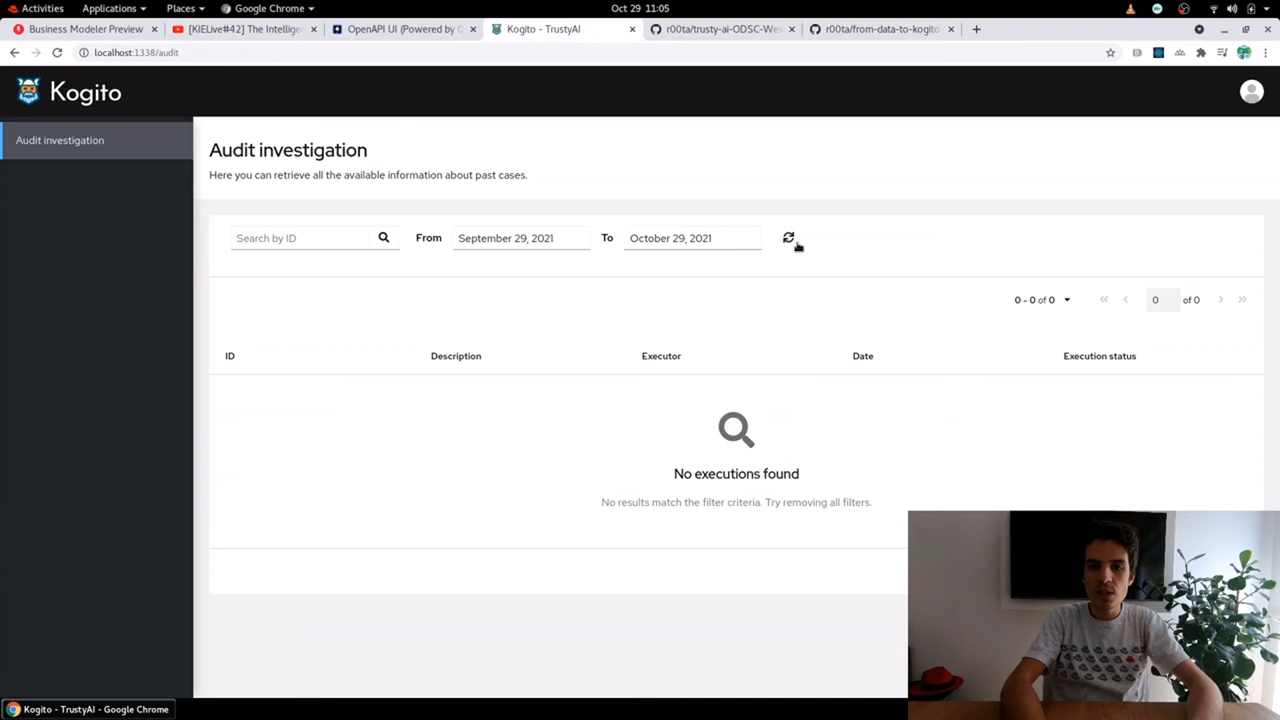 Activities
Applications
Places
Google Chrome
Oct 29 11:05
Business Modeler Preview
[KIELive#42] The Intellige
OpenAPI UI (Powered by
Kogito - TrustyAI
r00ta/trusty-ai-ODSC-Wes
r00ta/from-data-to-kogito
localhost:1338/audit
Kogito
Audit investigation
Audit investigation
Here you can retrieve all the available information about past cases.
Search by ID
From
September 29, 2021
To
October 29, 2021
0 - 0 of 0
0
of 0
ID
Description
Executor
Date
Execution status
No executions found
No results match the filter criteria. Try removing all filters.
Kogito - TrustyAI - Google Chrome